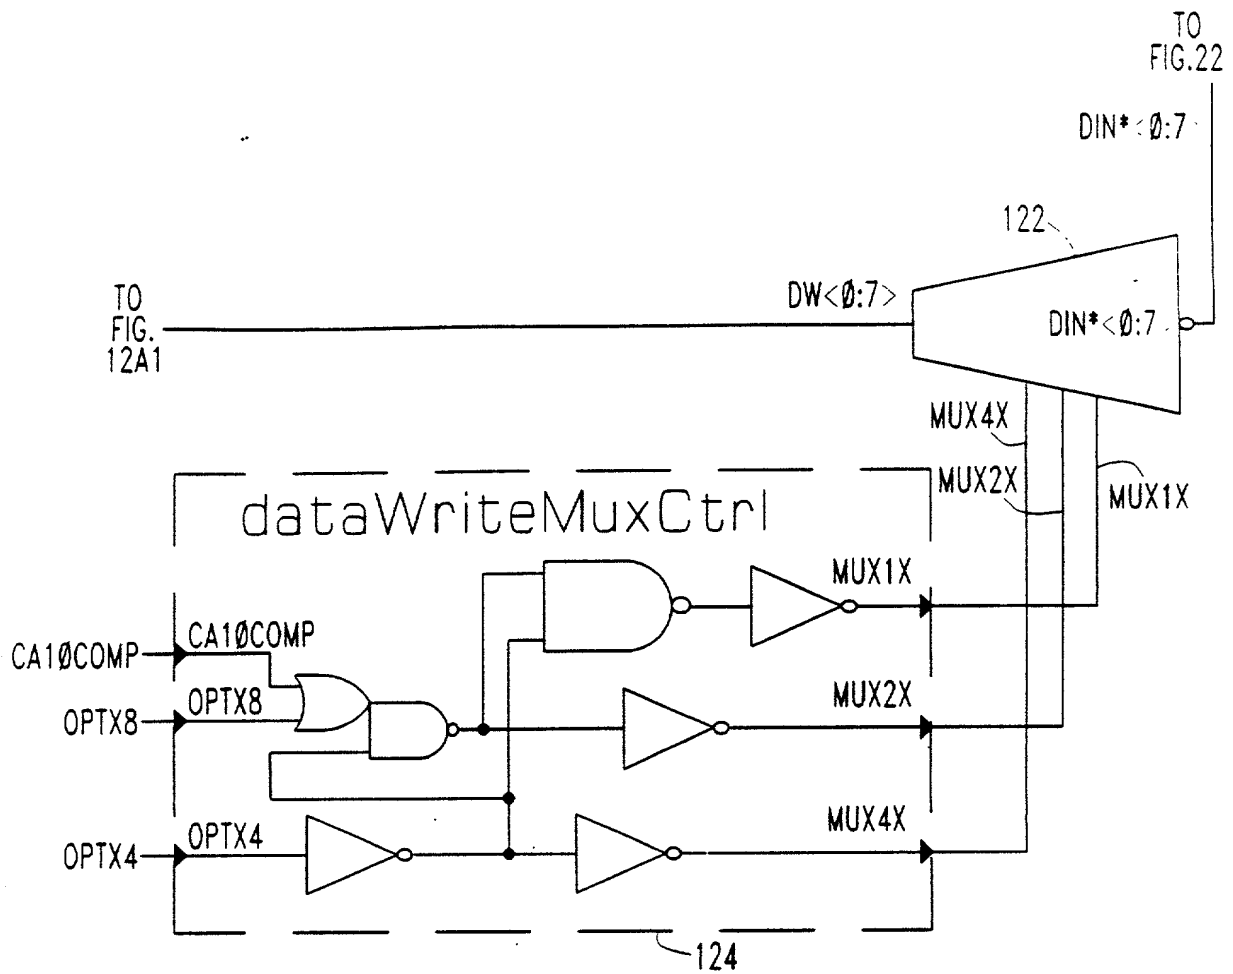 TO
FIG.22
DIN*<Ø:7
122
DW<Ø:7>
DIN*<Ø:7
TO
FIG.
12A1
MUX4X
MUX2X
MUX1X
dataWriteMuxCtrl
MUX1X
CA1ØCOMP
CA1ØCOMP
OPTX8
OPTX8
MUX2X
OPTX4
OPTX4
MUX4X
124